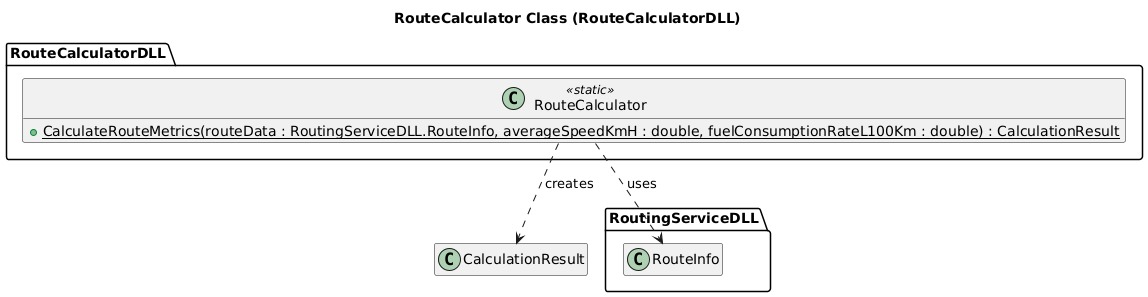 RouteCalculator Class (RouteCalculatorDLL)
RouteCalculatorDLL
C
«static»
RouteCalculator
CalculateRouteMetrics(routeData : RoutingServiceDLL.RouteInfo, averageSpeedKmH : double, fuelConsumptionRateL100Km : double) : CalculationResult
creates
uses
RoutingServiceDLL
C CalculationResult
C RouteInfo